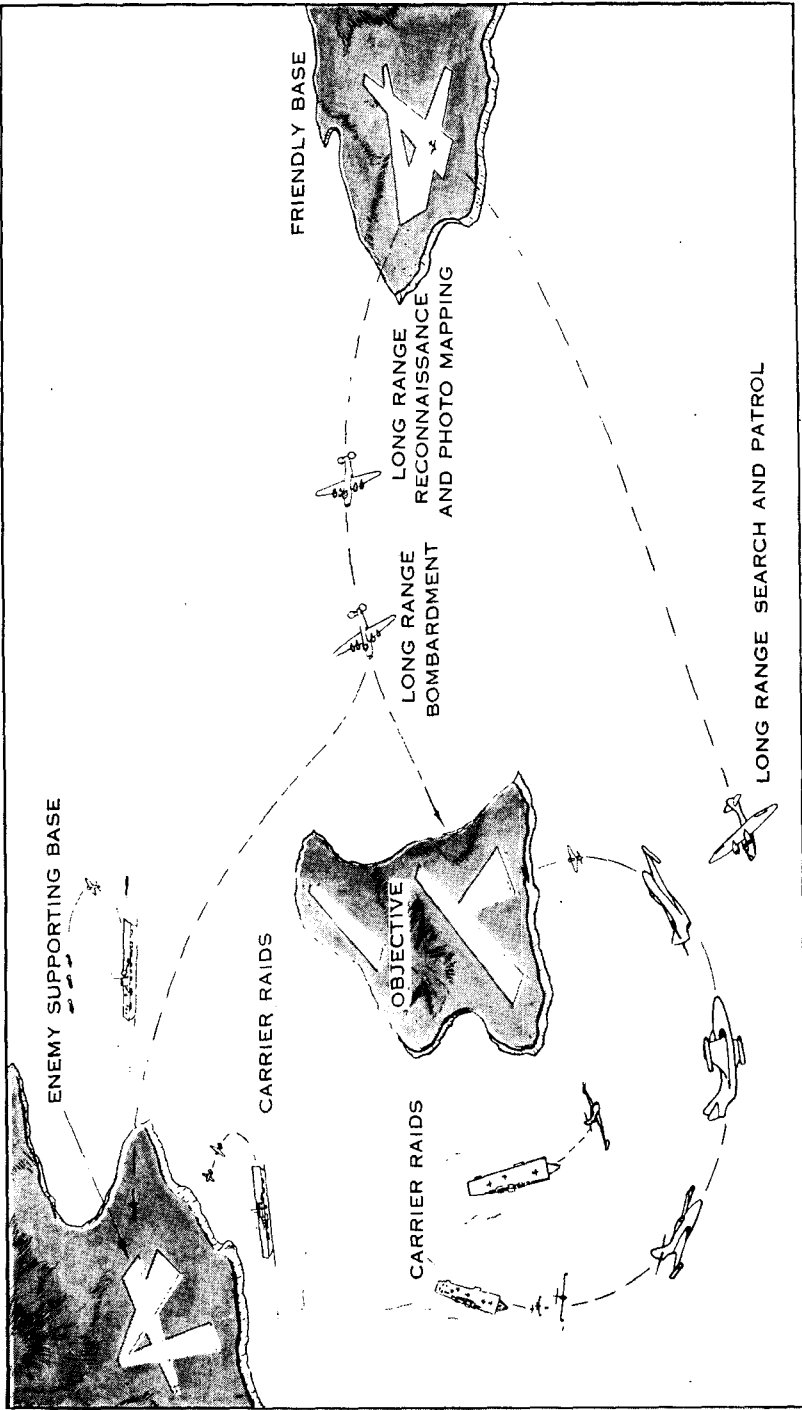 ENEMY SUPPORTING BASE
CARRIER RAIDS
CARRIER RAIDS
OBJECTIVE
LONG RANGE
BOMBARDMENT
LONG RANGE
RECONNAISSANCE
AND PHOTO MAPPING
FRIENDLY BASE
LONG RANGE SEARCH AND PATROL